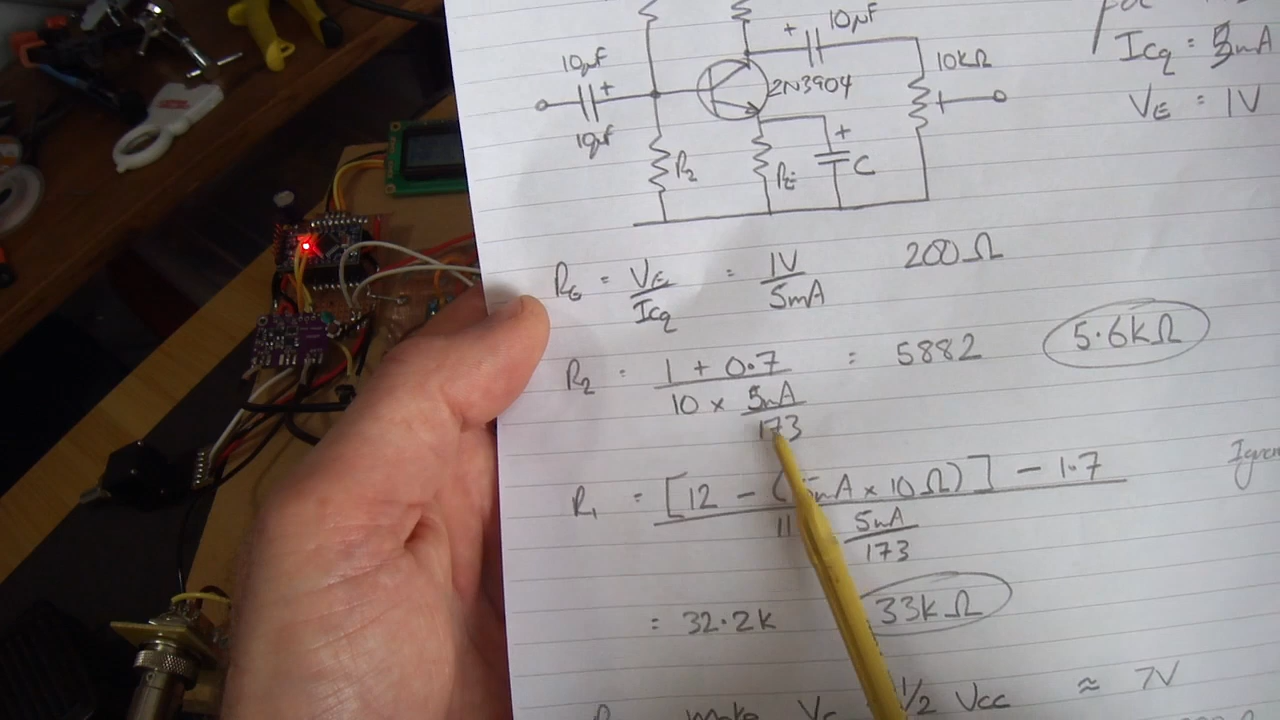 10µF
+ 10µF
10kΩ
Icq = 5mA
VE = 1V
+
2N3904
10µF
+
R2
RE
C
RE = VE / Icq = 1V / 5mA 200Ω
R2 = 1 + 0.7 / 10 × 5mA / 173 = 5882 5.6kΩ
R1 = [12 - (5mA × 10Ω)] - 1.7 / 11 5mA / 173
= 32.2k 33kΩ
make Vc 1/2 Vcc ≈ 7V